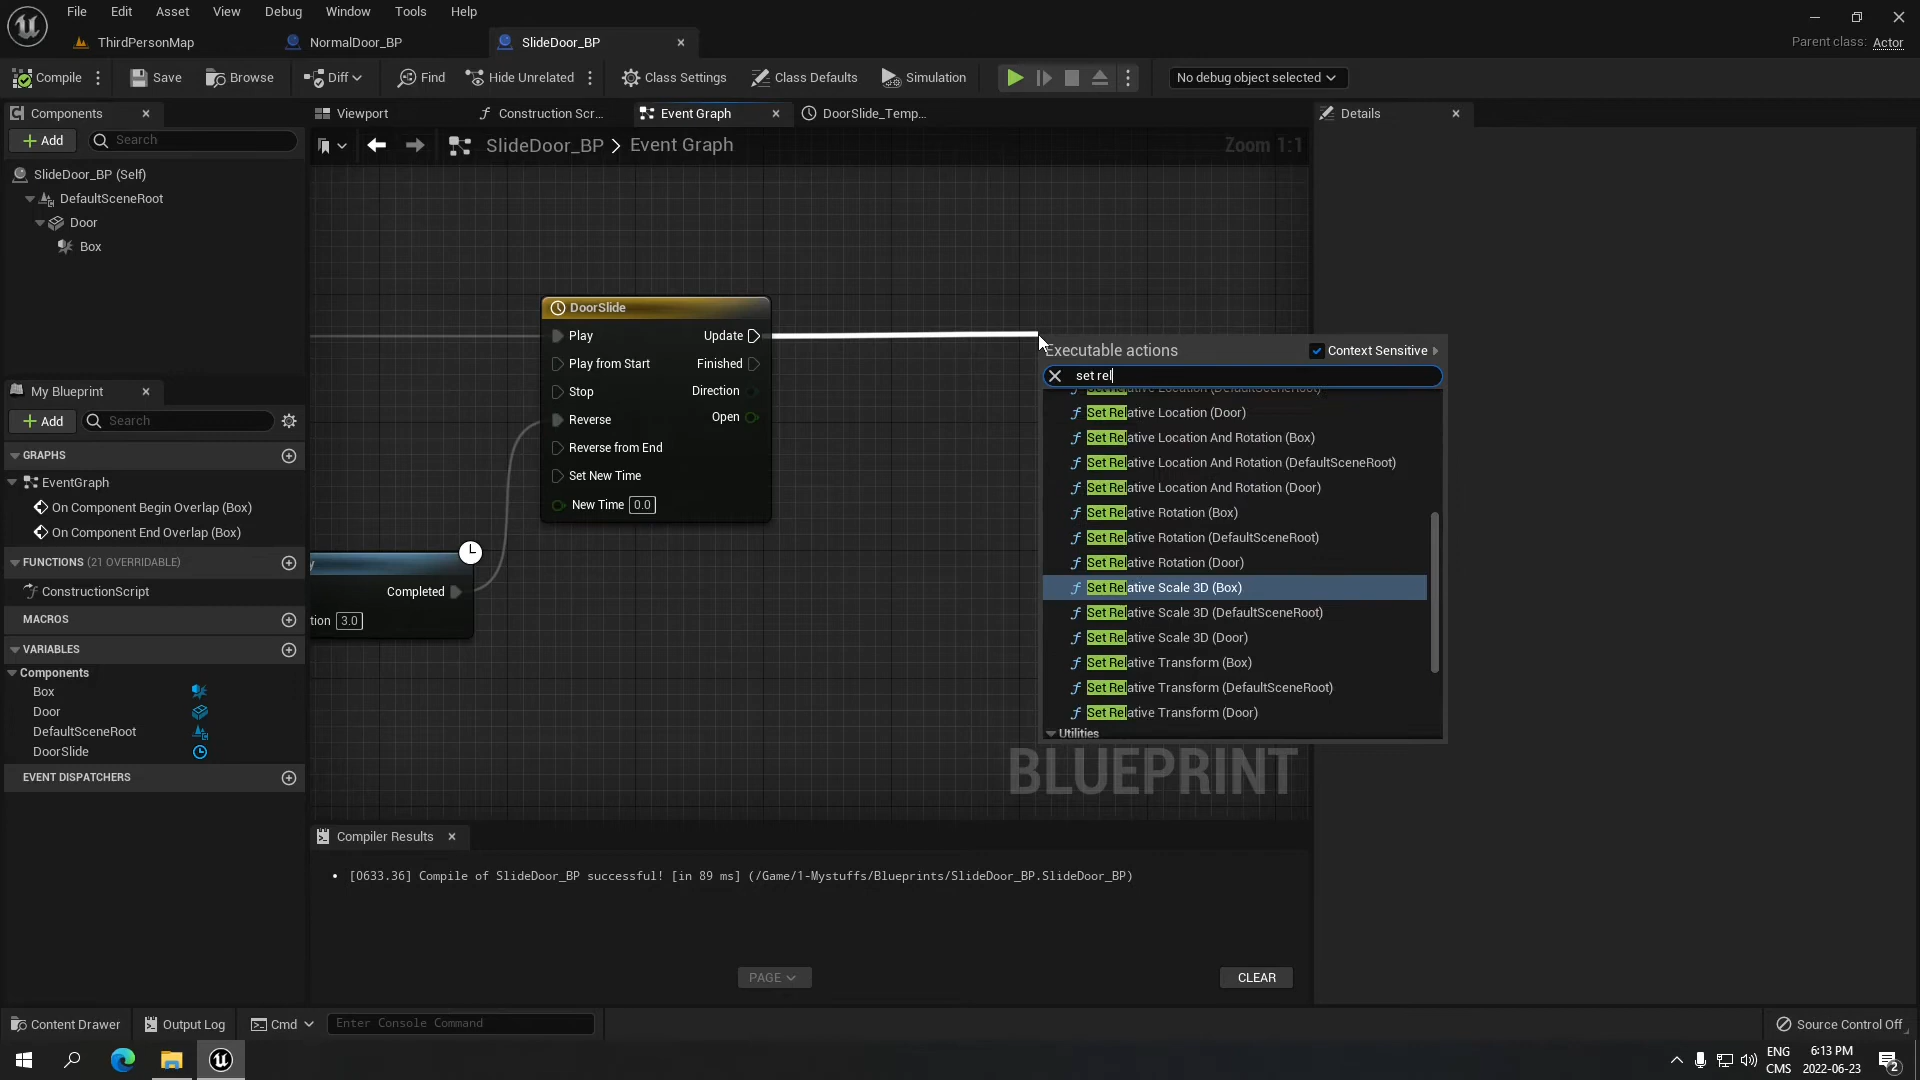 File Edit Asset View Debug Window Tools Help
ThirdPersonMap NormalDoor_BP SlideDoor_BP
Parent class: Actor
Compile Save Browse Diff Find Hide Unrelated Class Settings Class Defaults Simulation No debug object selected
Components
Viewport Construction Scr... Event Graph DoorSlide_Temp...
Details
Add Search
SlideDoor_BP > Event Graph
Zoom 1:1
SlideDoor_BP (Self)
DefaultSceneRoot
Door
Box
DoorSlide
Play Update
Play from Start Finished
Stop Direction
Reverse Open
Reverse from End
Set New Time
New Time 0.0
Completed
tion 3.0
Executable actions Context Sensitive
set rel
Set Relative Location (DefaultSceneRoot)
Set Relative Location (Door)
Set Relative Location And Rotation (Box)
Set Relative Location And Rotation (DefaultSceneRoot)
Set Relative Location And Rotation (Door)
Set Relative Rotation (Box)
Set Relative Rotation (DefaultSceneRoot)
Set Relative Rotation (Door)
Set Relative Scale 3D (Box)
Set Relative Scale 3D (DefaultSceneRoot)
Set Relative Scale 3D (Door)
Set Relative Transform (Box)
Set Relative Transform (DefaultSceneRoot)
Set Relative Transform (Door)
Utilities
BLUEPRINT
My Blueprint
Add Search
GRAPHS
EventGraph
On Component Begin Overlap (Box)
On Component End Overlap (Box)
FUNCTIONS (21 OVERRIDABLE)
ConstructionScript
MACROS
VARIABLES
Components
Box
Door
DefaultSceneRoot
DoorSlide
EVENT DISPATCHERS
Compiler Results
[0633.36] Compile of SlideDoor_BP successful! [in 89 ms] (/Game/1-Mystuffs/Blueprints/SlideDoor_BP.SlideDoor_BP)
PAGE CLEAR
Content Drawer Output Log Cmd Enter Console Command Source Control Off
ENG 6:13 PM
CMS 2022-06-23 2